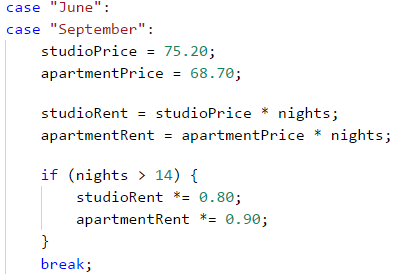 case "June":
case "September":
    studioPrice = 75.20;
    apartmentPrice = 68.70;

    studioRent = studioPrice * nights;
    apartmentRent = apartmentPrice * nights;

    if (nights > 14) {
        studioRent *= 0.80;
        apartmentRent *= 0.90;
    }
    break;